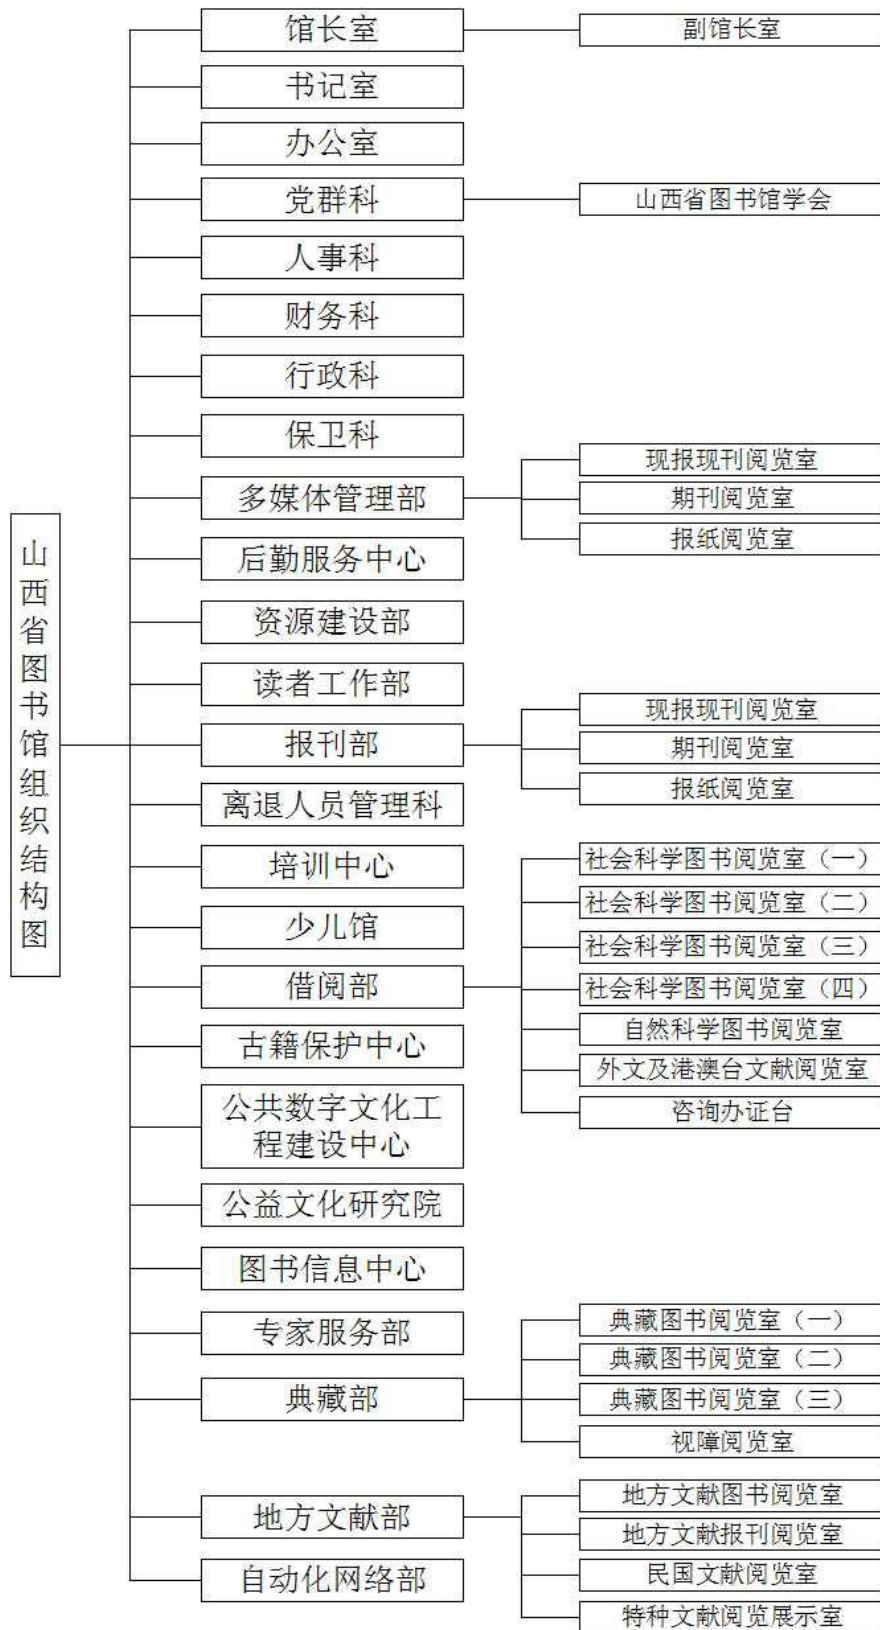 山西省图书馆组织结构图
馆长室
副馆长室
书记室
办公室
党群科
山西省图书馆学会
人事科
财务科
行政科
保卫科
多媒体管理部
现报现刊阅览室
期刊阅览室
报纸阅览室
后勤服务中心
资源建设部
读者工作部
报刊部
现报现刊阅览室
期刊阅览室
报纸阅览室
离退人员管理科
培训中心
少儿馆
借阅部
社会科学图书阅览室（一）
社会科学图书阅览室（二）
社会科学图书阅览室（三）
社会科学图书阅览室（四）
自然科学图书阅览室
外文及港澳台文献阅览室
咨询办证台
古籍保护中心
公共数字文化工
程建设中心
公益文化研究院
图书信息中心
专家服务部
典藏部
典藏图书阅览室（一）
典藏图书阅览室（二）
典藏图书阅览室（三）
视障阅览室
地方文献部
地方文献图书阅览室
地方文献报刊阅览室
民国文献阅览室
特种文献阅览展示室
自动化网络部